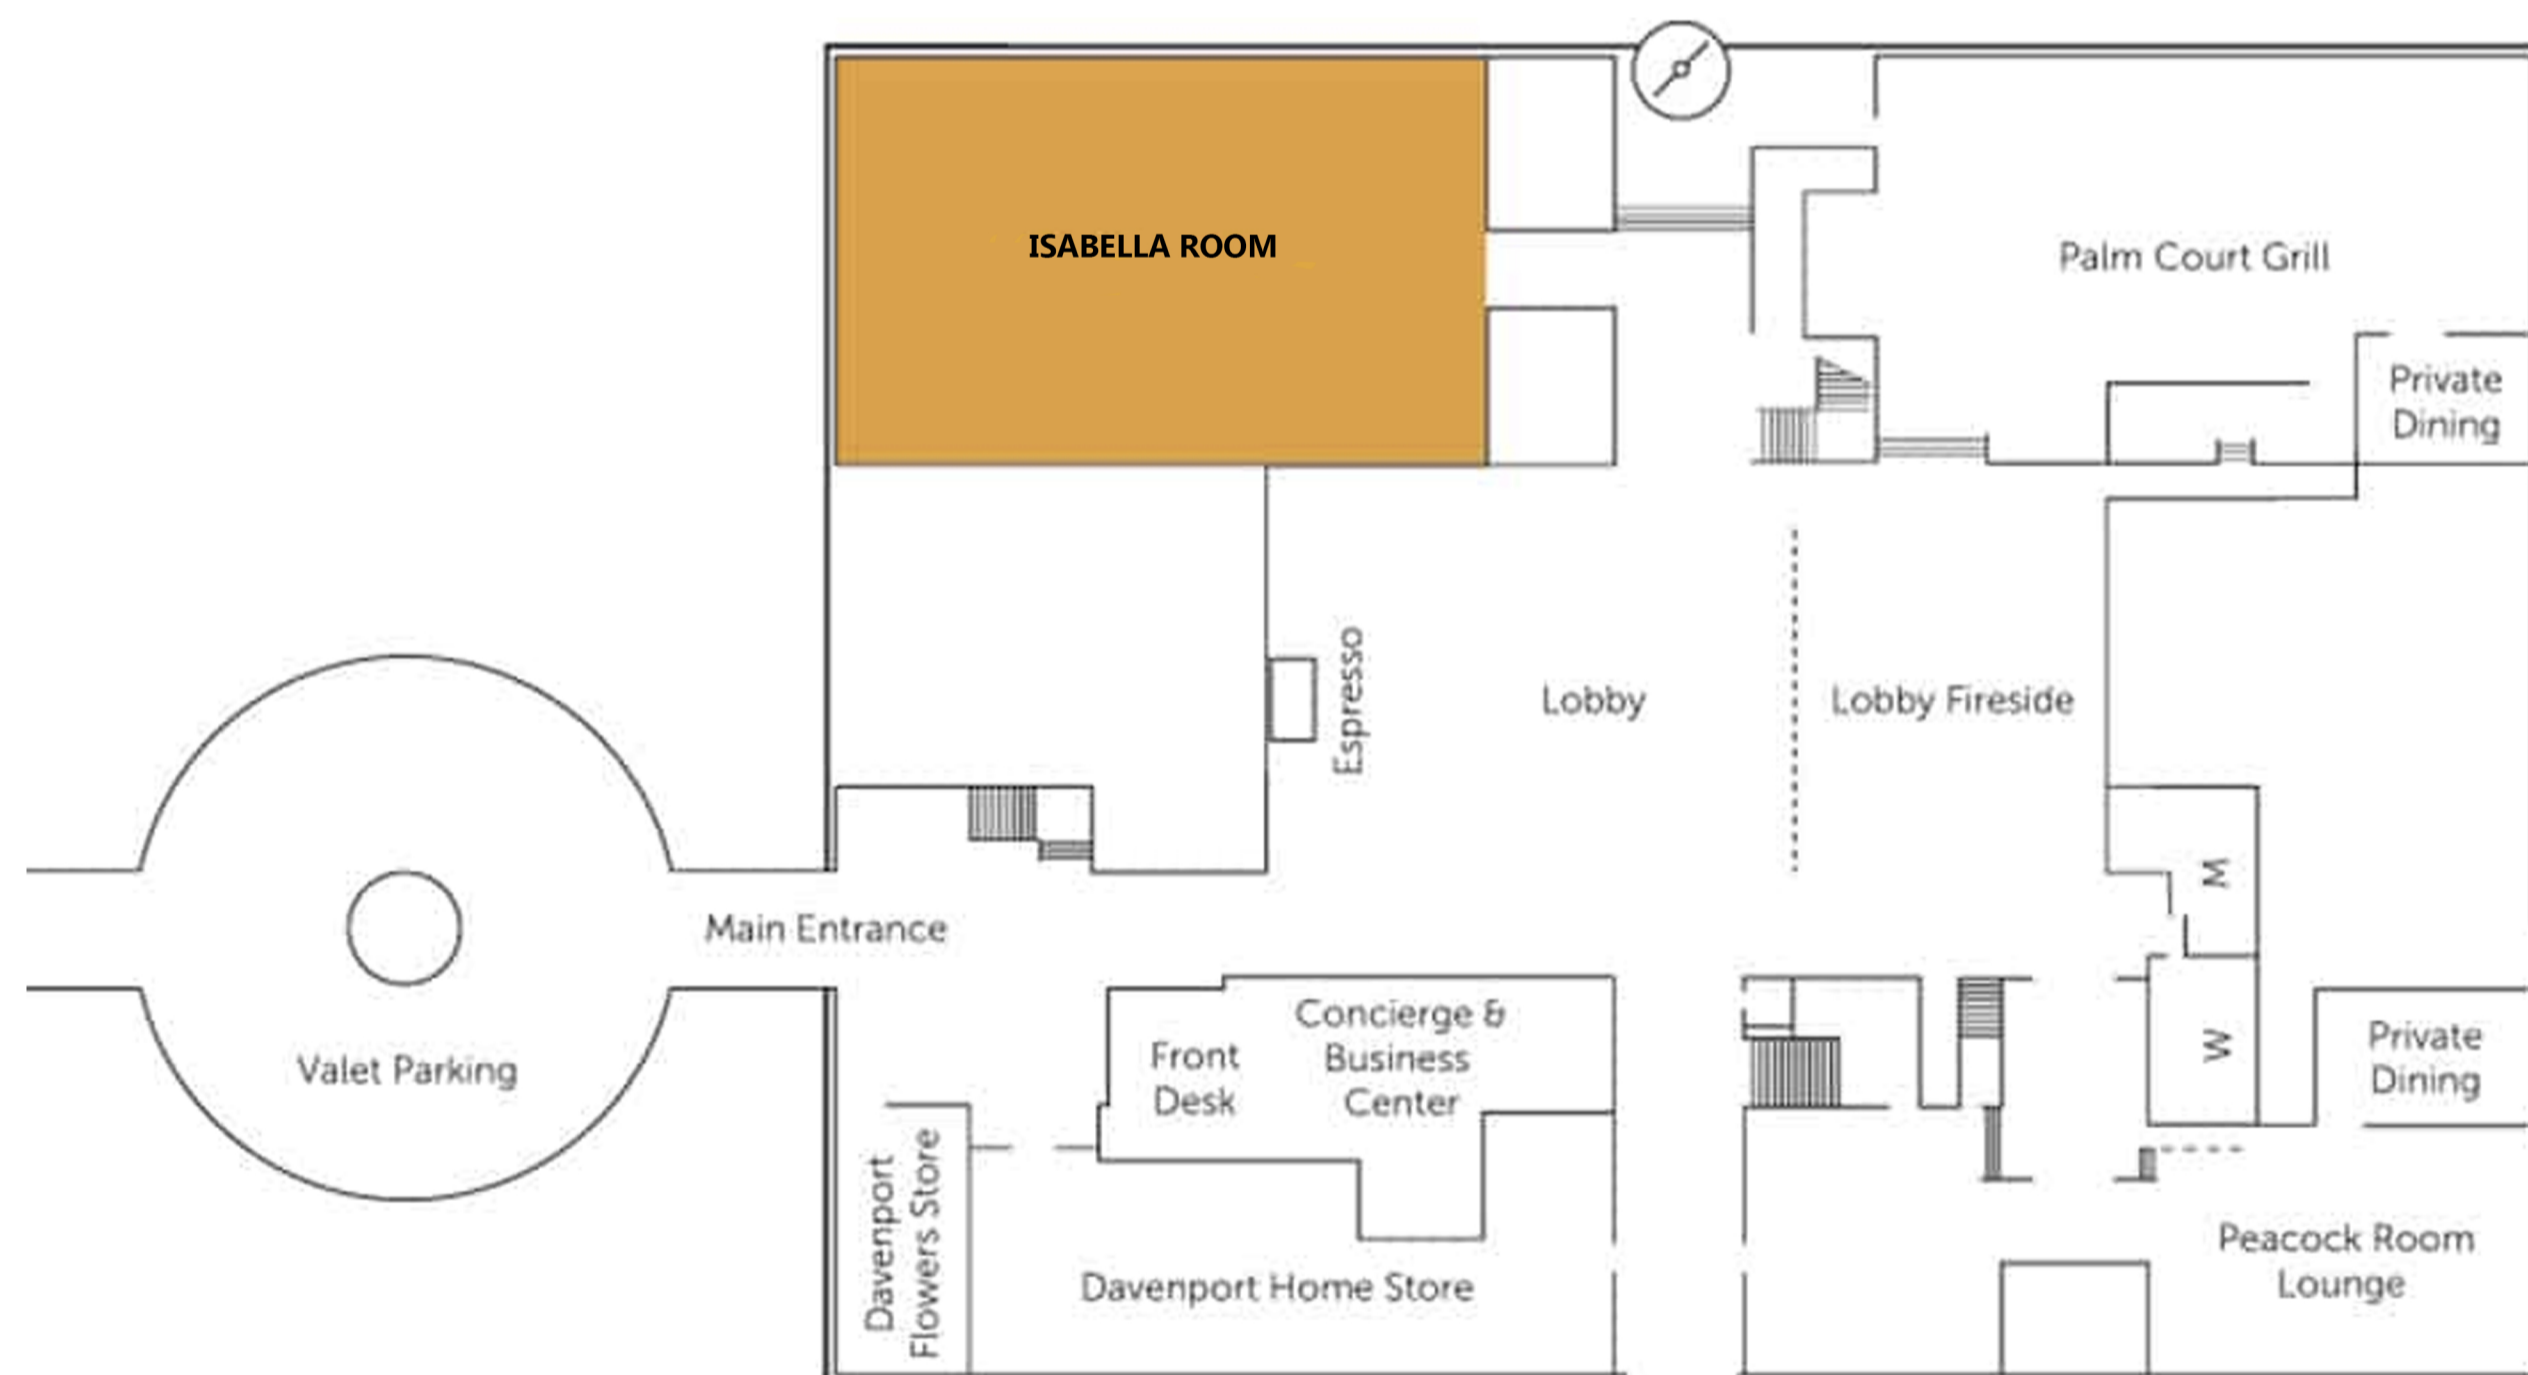 ISABELLA ROOM
Palm Court Grill
Private
Dining
Espresso
Lobby
Lobby Fireside
M
Main Entrance
Valet Parking
Front
Desk
Concierge &
Business
Center
W
Private
Dining
Davenport
Flowers Store
Davenport Home Store
Peacock Room
Lounge